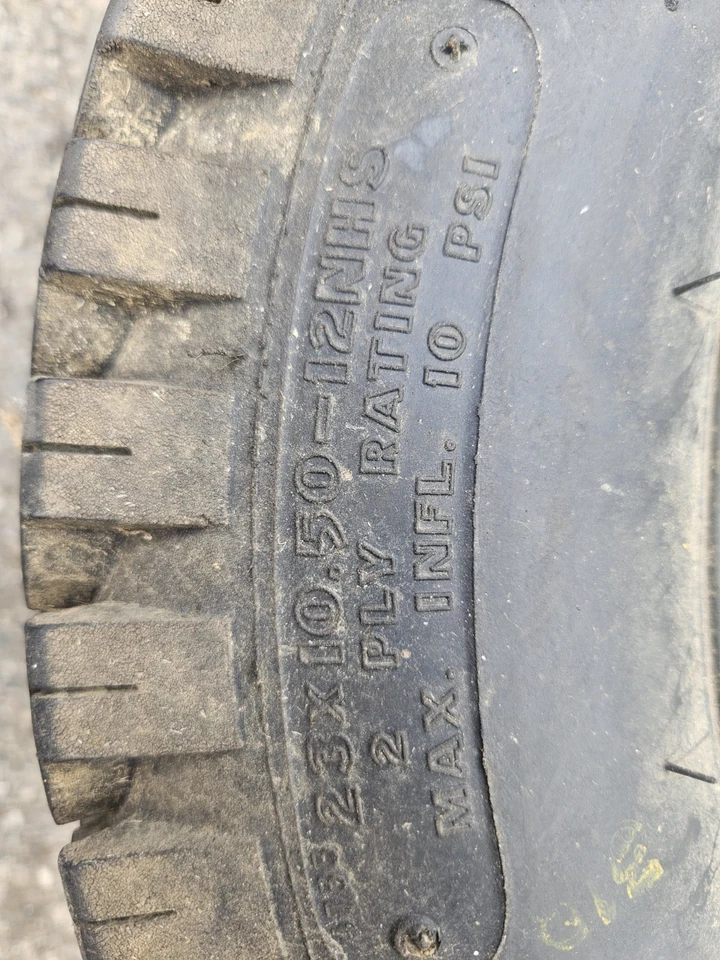 23X10.50-12NHS
2 PLY RATING
MAX. INFL. 10 PSI